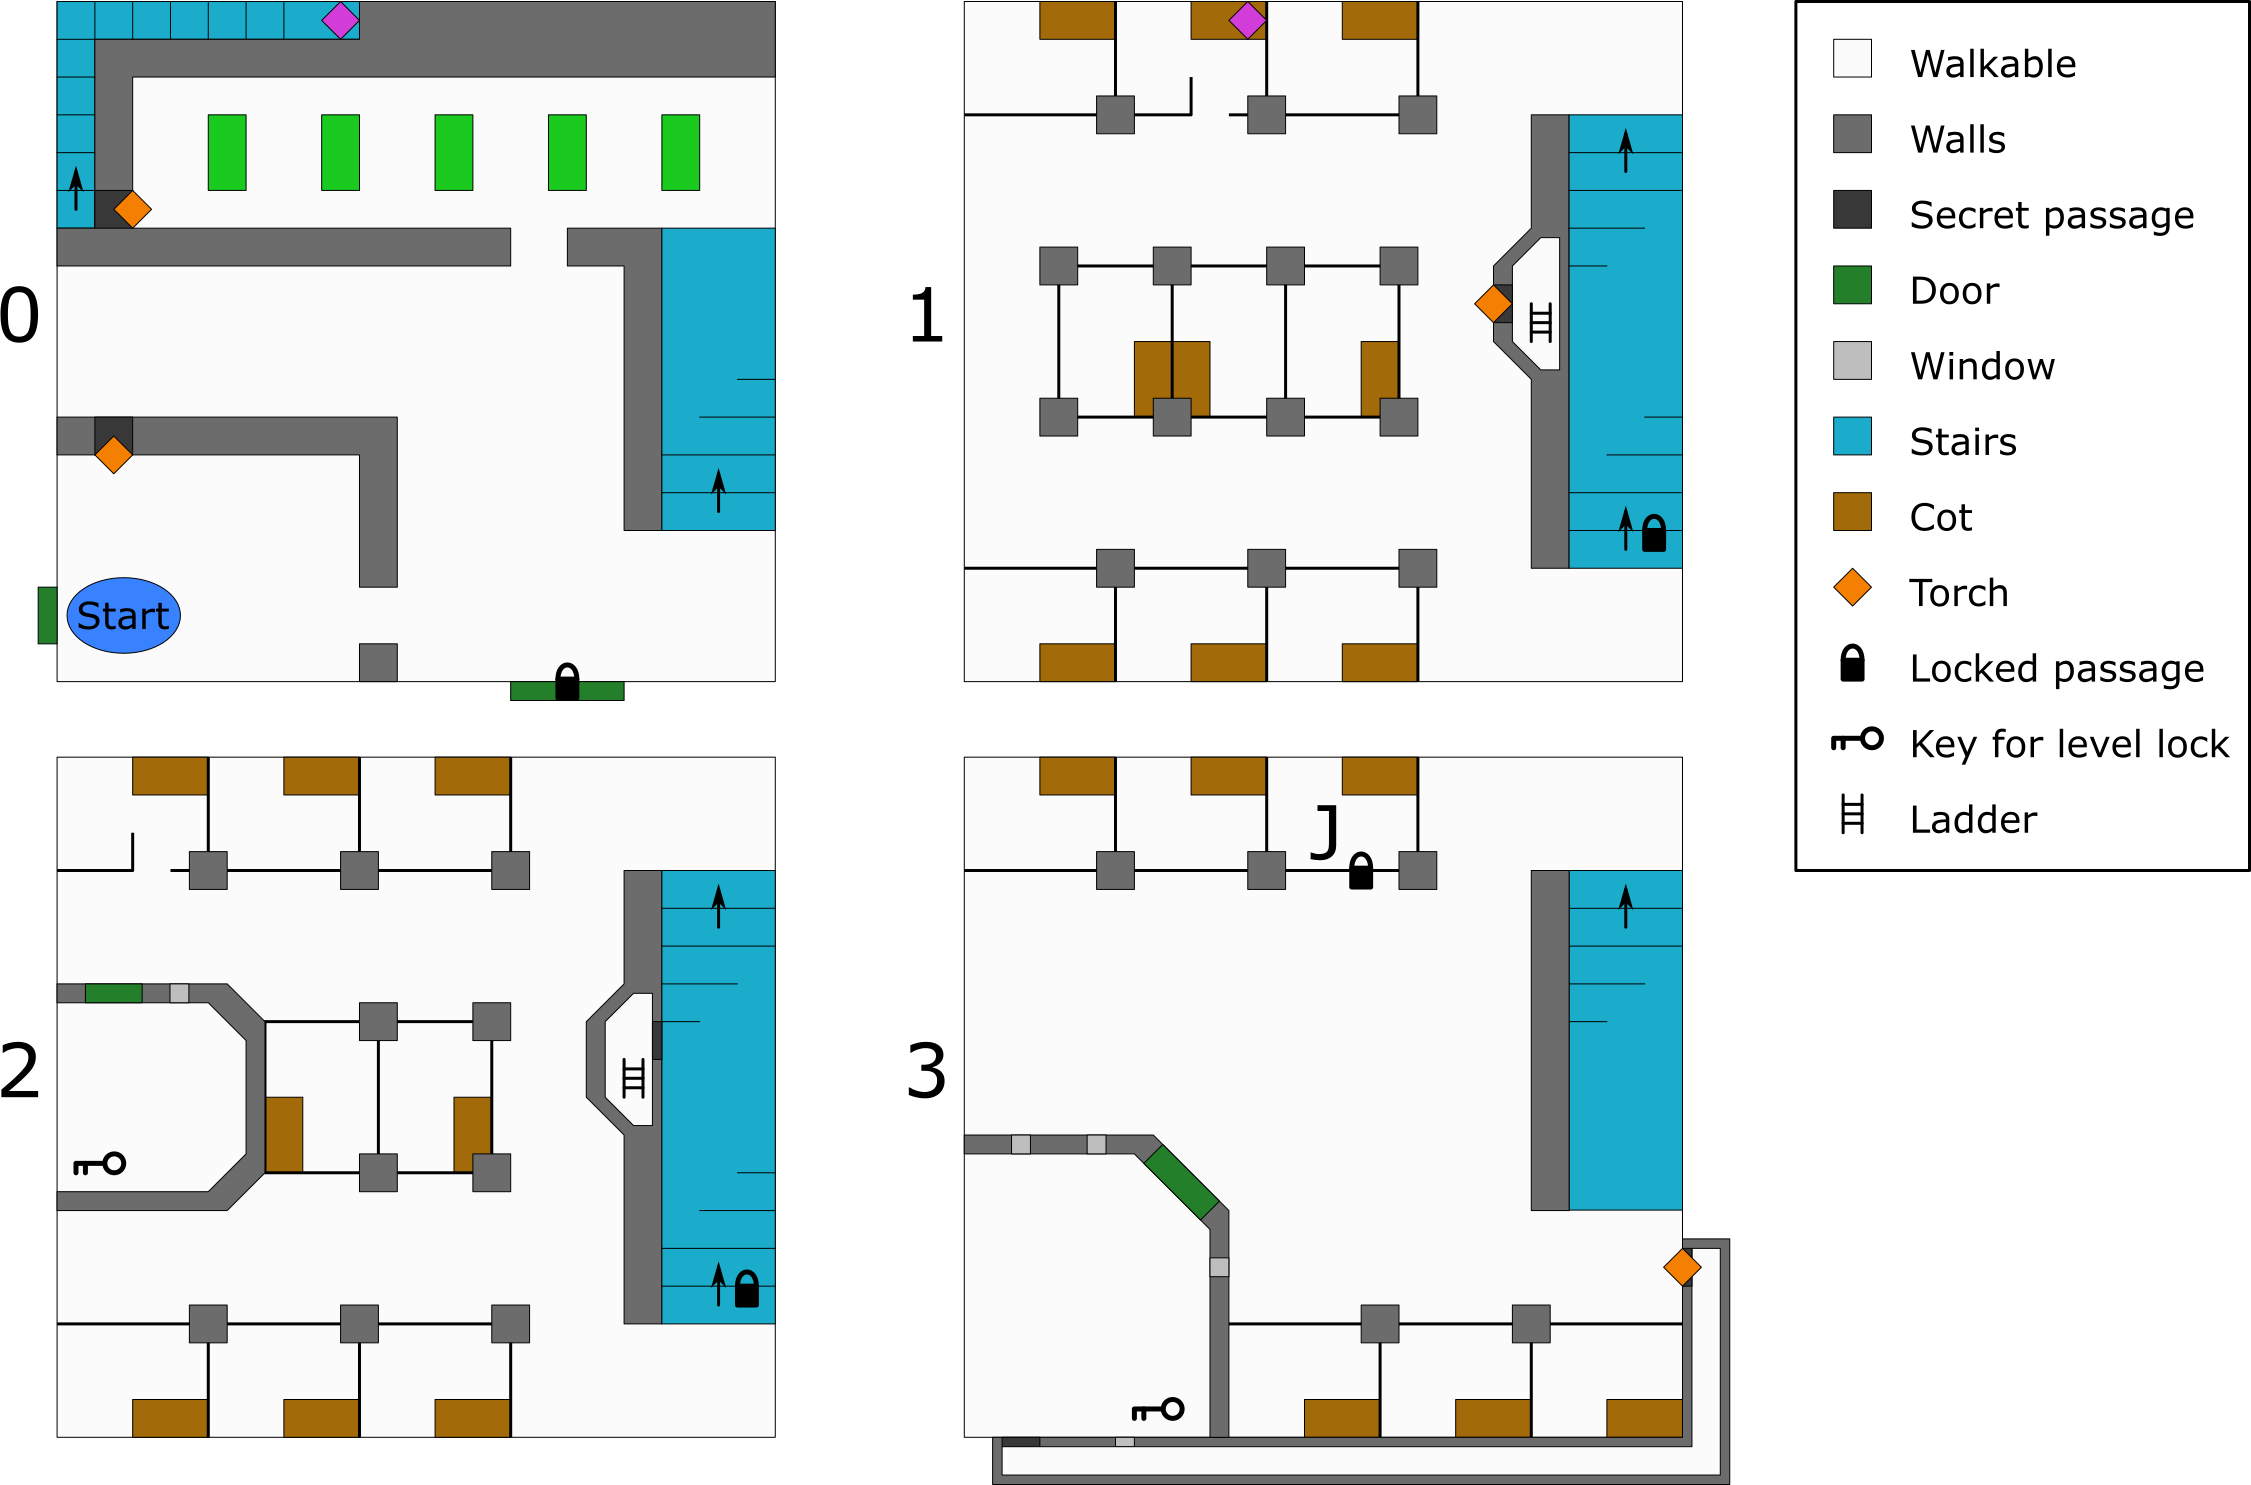 0
Start
1
2
3
J
Walkable
Walls
Secret passage
Door
Window
Stairs
Cot
Torch
Locked passage
Key for level lock
Ladder